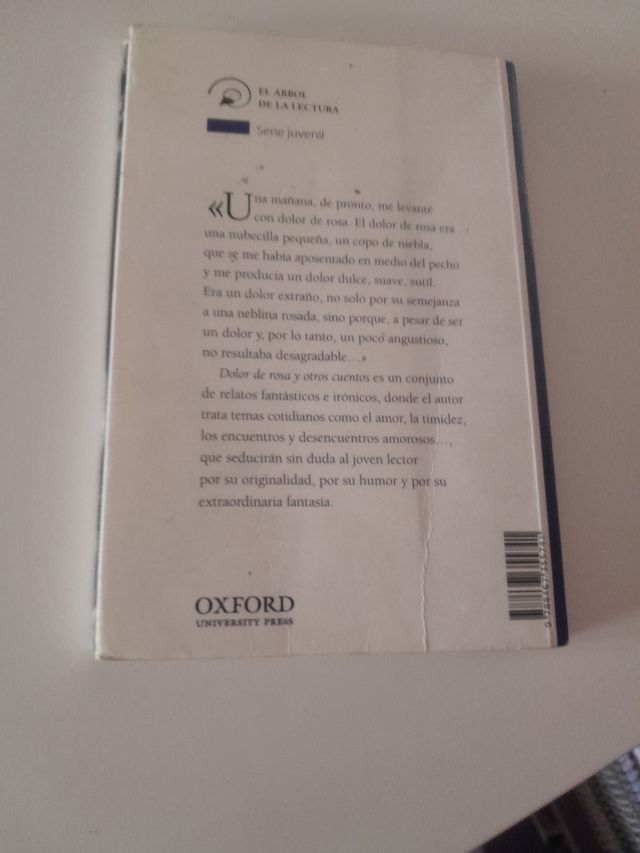 EL ÁRBOL
DE LA LECTURA
Serie juvenil
«Una mañana, de pronto, me levanté
con dolor de rosa. El dolor de rosa era
una nubecilla pequeña, un copo de niebla,
que se me había aposentado en medio del pecho
y me producía un dolor dulce, suave, sutil.
Era un dolor extraño, no solo por su semejanza
a una neblina rosada, sino porque, a pesar de ser
un dolor y, por lo tanto, un poco angustioso,
no resultaba desagradable...»
Dolor de rosa y otros cuentos es un conjunto
de relatos fantásticos e irónicos, donde el autor
trata temas cotidianos como el amor, la timidez,
los encuentros y desencuentros amorosos...,
que seducirán sin duda al joven lector
por su originalidad, por su humor y por su
extraordinaria fantasía.
OXFORD
UNIVERSITY PRESS